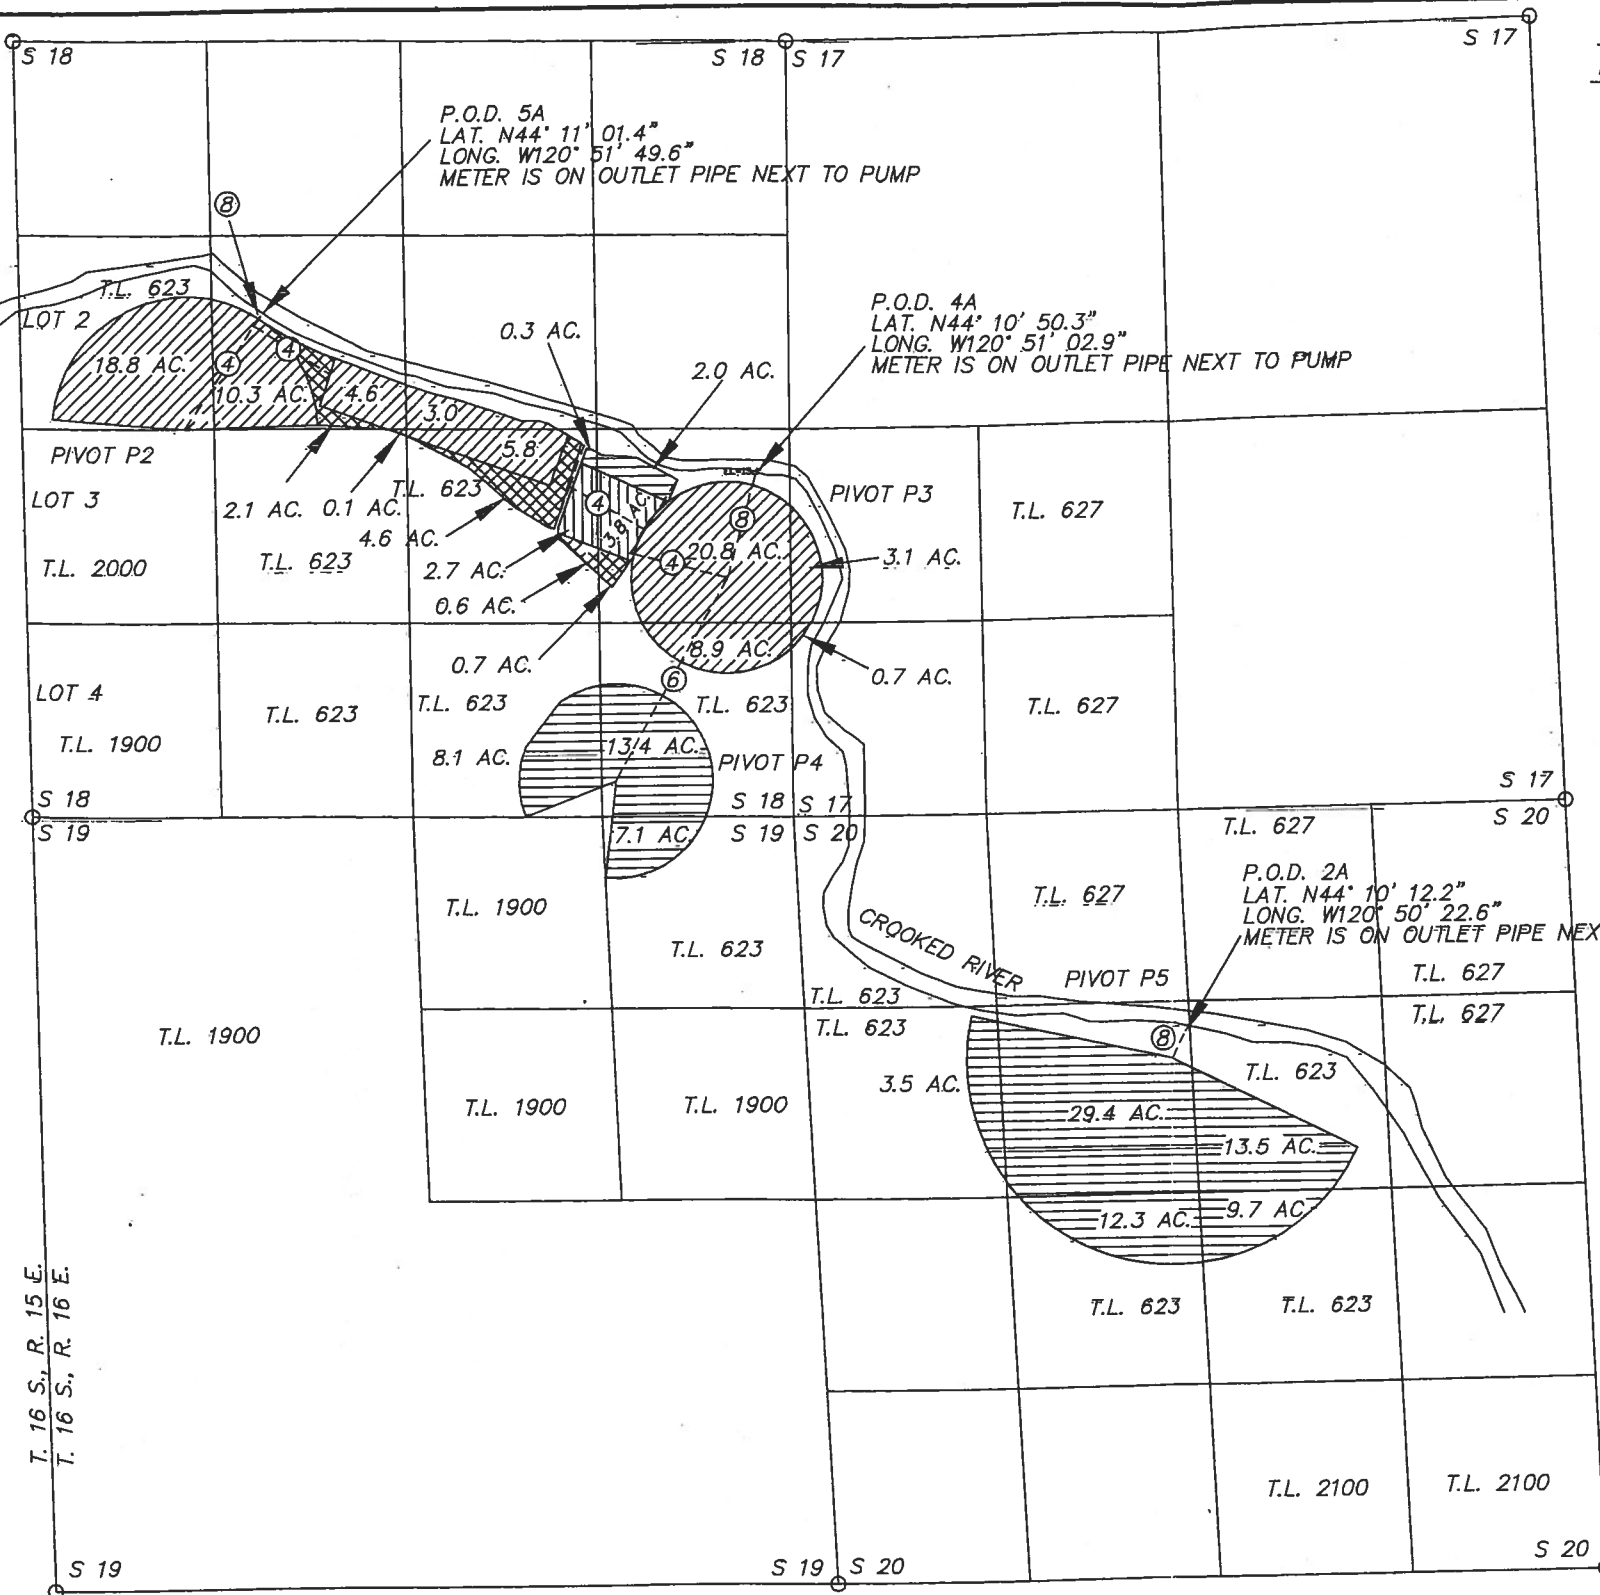 S 18
S 18
S 17
S 17
P.O.D. 5A
LAT. N44° 11' 01.4"
LONG. W120° 51' 49.6"
METER IS ON OUTLET PIPE NEXT TO PUMP
8
T.L. 623
LOT 2
P.O.D. 4A
LAT. N44° 10' 50.3"
LONG. W120° 51' 02.9"
METER IS ON OUTLET PIPE NEXT TO PUMP
0.3 AC.
2.0 AC.
18.8 AC.
4
4
10.3 AC.
4.6
3.0
5.8
PIVOT P2
LOT 3
T.L. 623
2.1 AC.
0.1 AC.
4.6 AC.
4
3.8 AC.
8
PIVOT P3
T.L. 627
T.L. 2000
T.L. 623
2.7 AC.
4
20.8 AC.
3.1 AC.
0.6 AC.
0.7 AC.
8.9 AC.
0.7 AC.
6
LOT 4
T.L. 623
T.L. 623
T.L. 623
T.L. 627
T.L. 1900
8.1 AC.
13.4 AC.
PIVOT P4
S 18
S 18
S 17
S 17
S 19
7.1 AC.
S 19
S 20
T.L. 627
S 20
P.O.D. 2A
LAT. N44° 10' 12.2"
LONG. W120° 50' 22.6"
METER IS ON OUTLET PIPE NEX
T.L. 1900
T.L. 627
CROOKED RIVER
T.L. 623
PIVOT P5
T.L. 627
T.L. 623
T.L. 623
T.L. 627
T.L. 1900
8
T.L. 623
3.5 AC.
T.L. 1900
T.L. 1900
29.4 AC.
13.5 AC.
12.3 AC.
9.7 AC
T. 16 S., R. 15 E.
T. 16 S., R. 16 E.
T.L. 623
T.L. 623
T.L. 2100
T.L. 2100
S 19
S 19
S 20
S 20